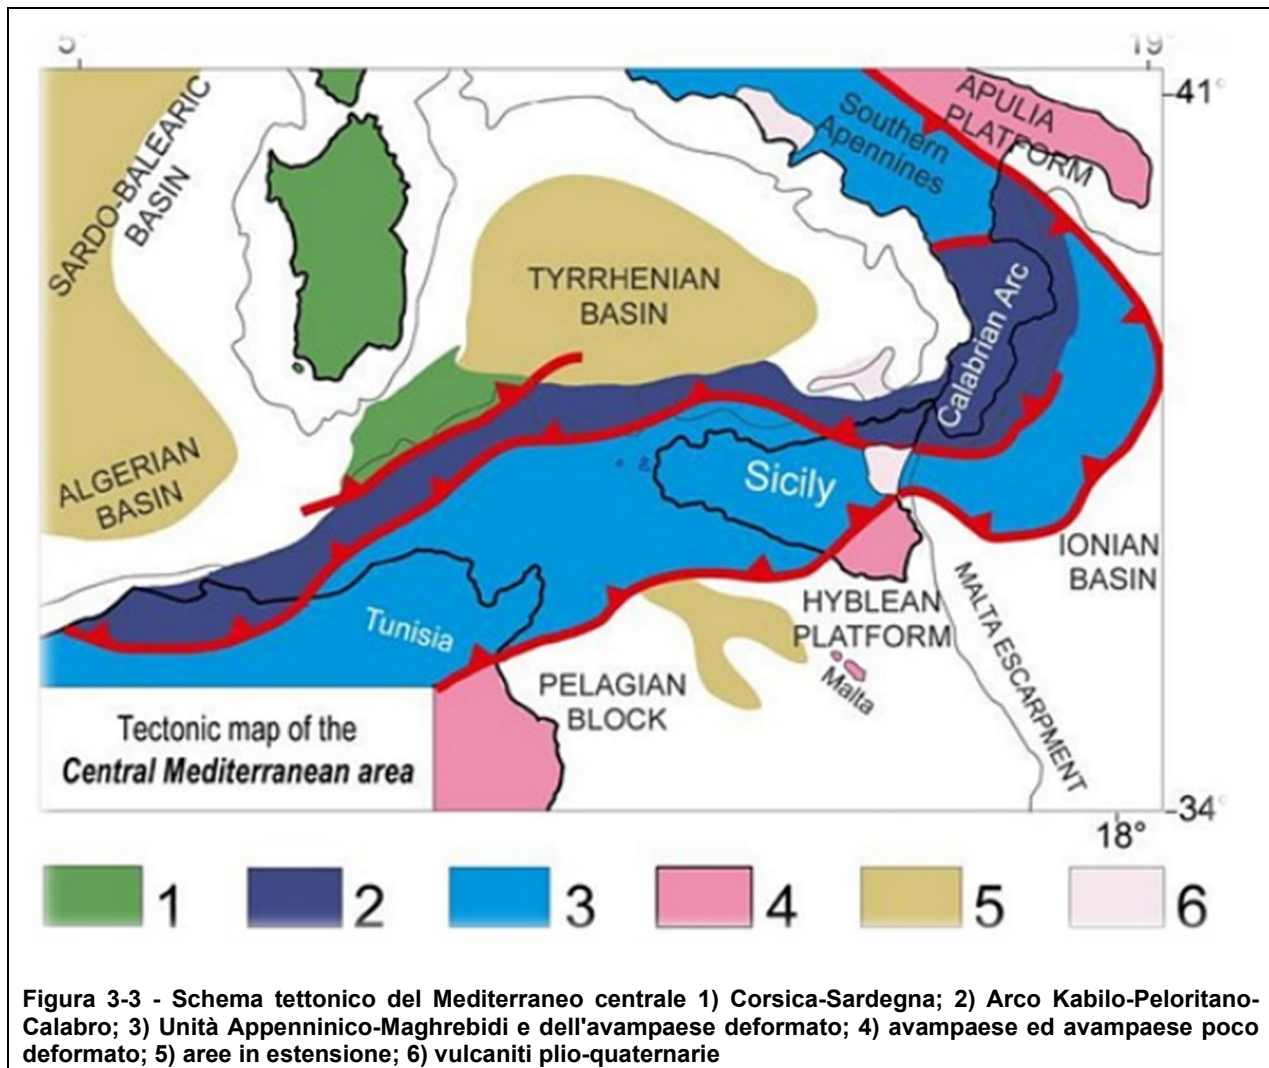 5°
19°
41°
SARDO-BALEARIC
BASIN
Southern
Apennines
APULIA
PLATFORM
TYRRHENIAN
BASIN
Calabrian Arc
ALGERIAN
BASIN
Sicily
IONIAN
BASIN
Tunisia
HYBLEAN
PLATFORM
Malta
MALTA ESCARPMENT
PELAGIAN
BLOCK
Tectonic map of the
Central Mediterranean area
34°
18°
1 2 3 4 5 6
Figura 3-3 - Schema tettonico del Mediterraneo centrale 1) Corsica-Sardegna; 2) Arco Kabilo-Peloritano-
Calabro; 3) Unità Appenninico-Maghrebidi e dell'avampaese deformato; 4) avampaese ed avampaese poco
deformato; 5) aree in estensione; 6) vulcaniti plio-quaternarie